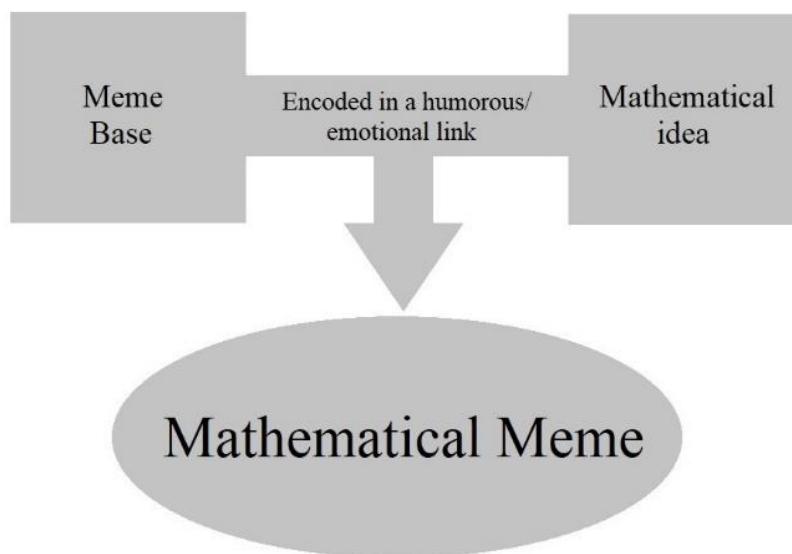 Meme
Base
Encoded in a humorous/
emotional link
Mathematical
idea
Mathematical Meme